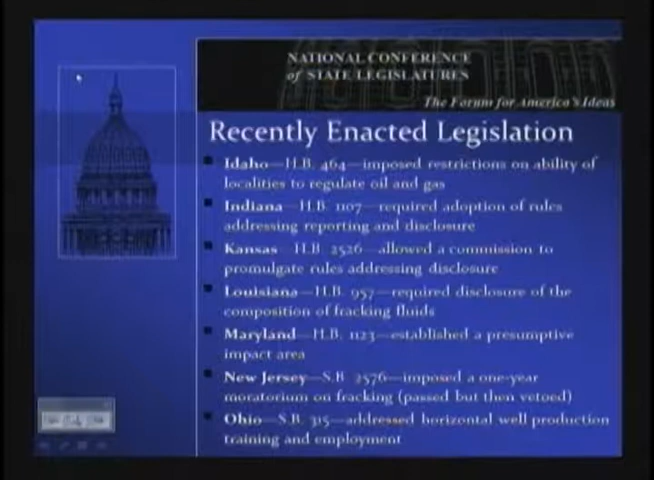 NATIONAL CONFERENCE
of STATE LEGISLATURES
The Forum for America's Ideas
Recently Enacted Legislation
Idaho—H.B. 464—imposed restrictions on ability of
localities to regulate oil and gas
Indiana—H.B. 1107—required adoption of rules
addressing reporting and disclosure
Kansas—H.B. 2526—allowed a commission to
promulgate rules addressing disclosure
Louisiana—H.B. 957—required disclosure of the
composition of fracking fluids
Maryland—H.B. 1123—established a presumptive
impact area
New Jersey—S.B 2576—imposed a one-year
moratorium on fracking (passed but then vetoed)
Ohio—S.B. 315—addressed horizontal well production
training and employment